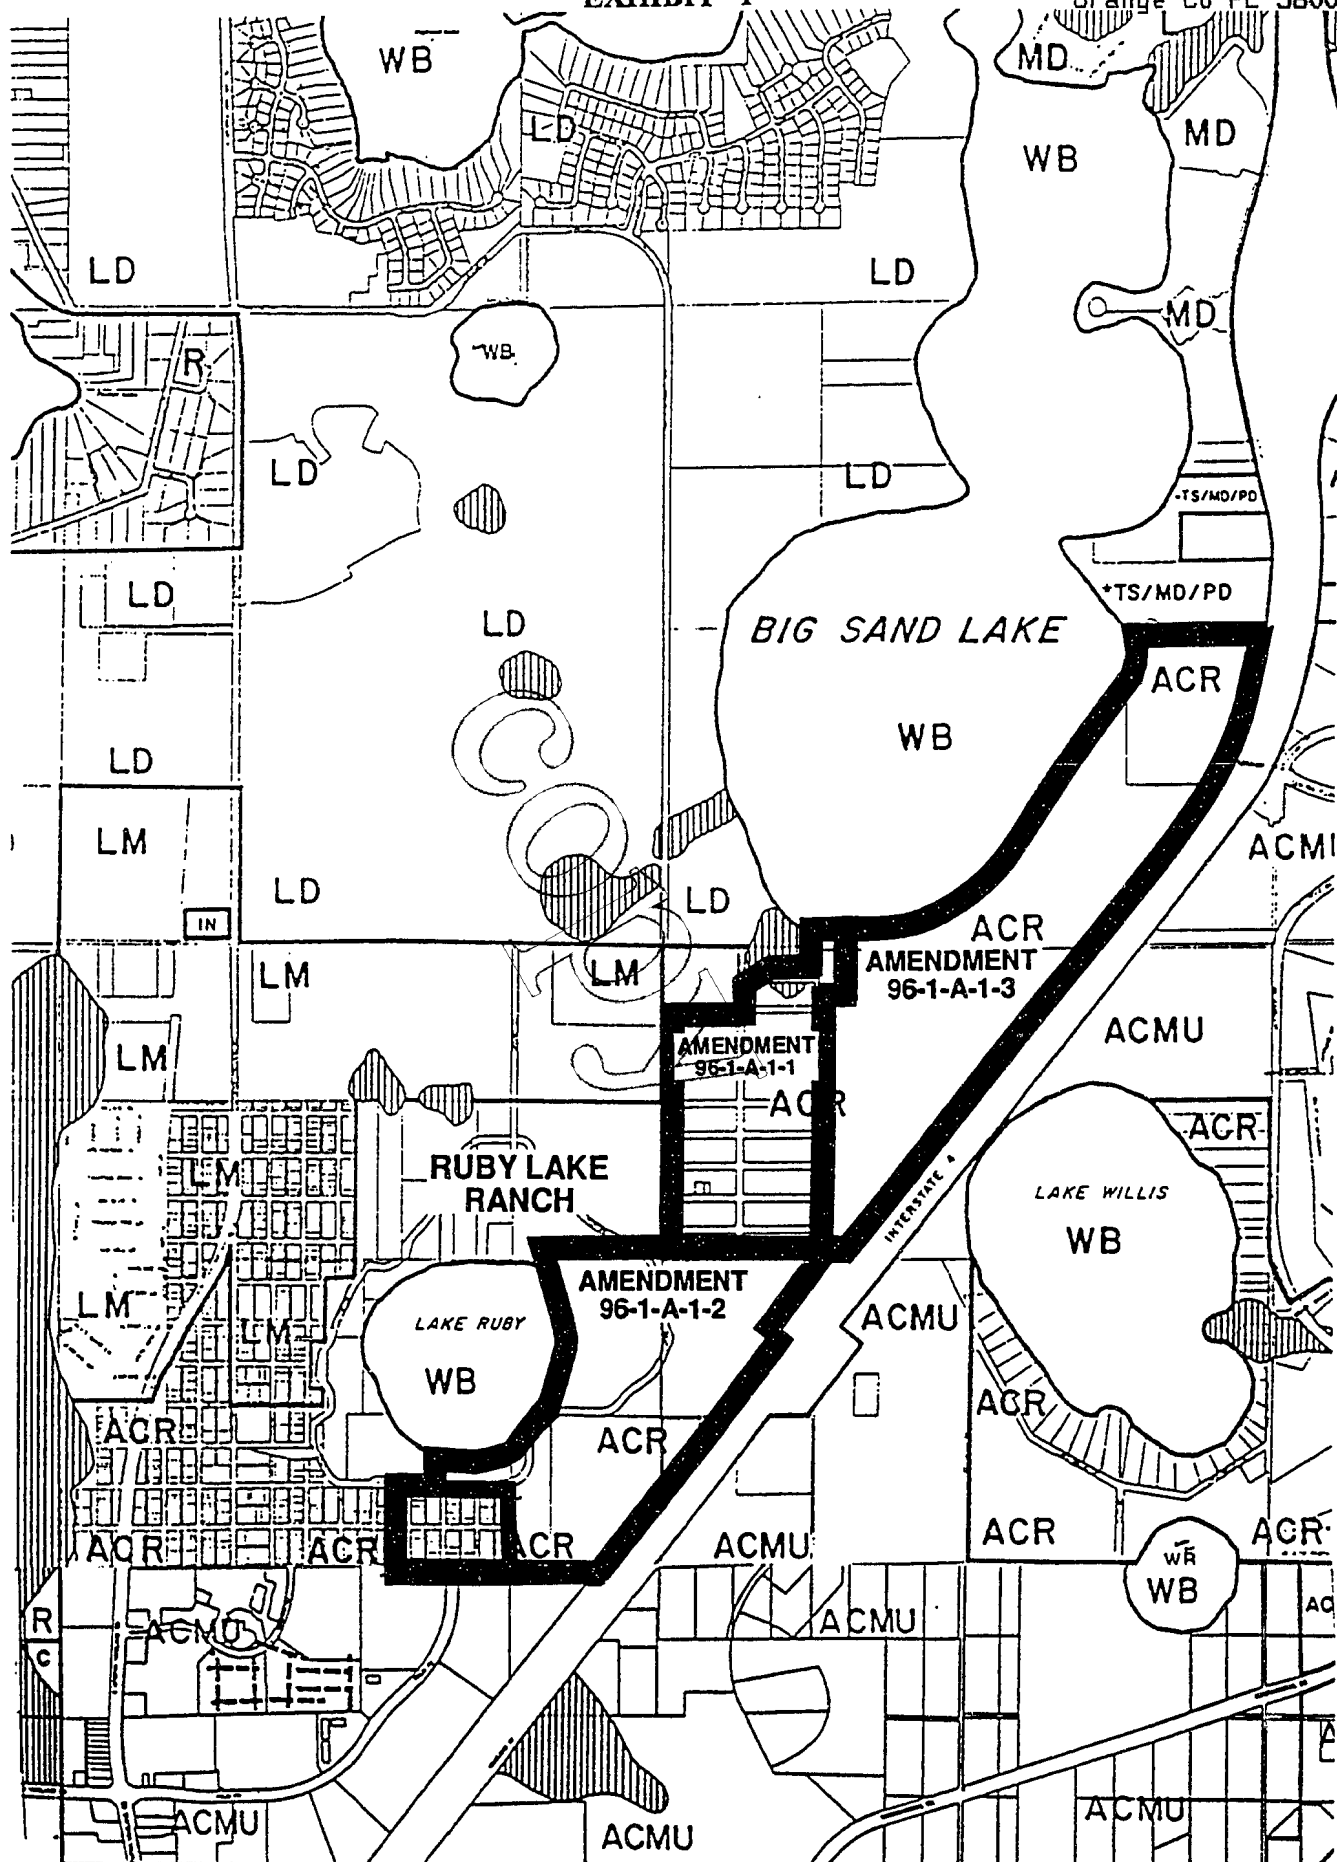 WB
MD
MD
LD
WB
LD
LD
MD
WB
R
LD
LD
-TS/MD/PD
LD
*TS/MD/PD
LD
BIG SAND LAKE
ACR
WB
LD
LM
ACMU
LD
LD
IN
ACR
AMENDMENT
96-1-A-1-3
LM
LM
ACMU
LM
AMENDMENT
96-1-A-1-1
ACR
ACR
RUBY LAKE
RANCH
LM
LAKE WILLIS
WB
INTERSTATE 4
AMENDMENT
96-1-A-1-2
LM
LM
LAKE RUBY
WB
ACMU
ACR
ACR
ACR
ACR
ACR
ACR
ACMU
ACR
ACR
WB
R
C
ACMU
ACMU
ACMU
ACMU
ACMU
COPY